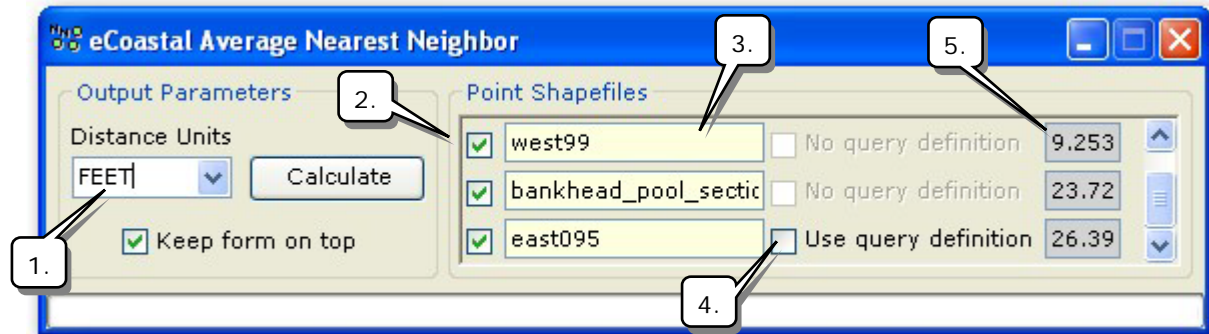 eCoastal Average Nearest Neighbor
3.
5.
Output Parameters
2.
Point Shapefiles
Distance Units
west99
No query definition
9.253
FEET
Calculate
bankhead_pool_sectic
No query definition
23.72
1.
Keep form on top
east095
Use query definition
26.39
4.